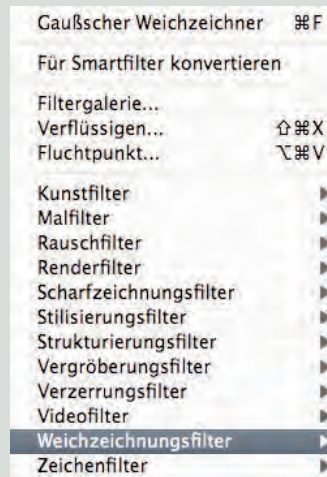 Gaußscher Weichzeichner ⌘F
Für Smartfilter konvertieren
Filtergalerie...
Verflüssigen... ⇧⌘X
Fluchtpunkt... ⌥⌘V
Kunstfilter
Malfilter
Rauschfilter
Renderfilter
Scharfzeichnungsfilter
Stilisierungsfilter
Strukturierungsfilter
Vergröberungsfilter
Verzerrungsfilter
Videofilter
Weichzeichnungsfilter
Zeichenfilter